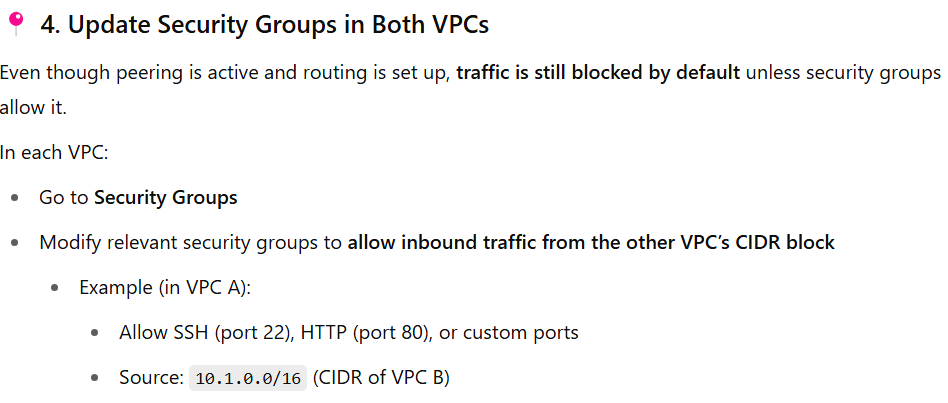 4. Update Security Groups in Both VPCs
Even though peering is active and routing is set up, traffic is still blocked by default unless security groups
allow it.
In each VPC:
Go to Security Groups
Modify relevant security groups to allow inbound traffic from the other VPC’s CIDR block
Example (in VPC A):
Allow SSH (port 22), HTTP (port 80), or custom ports
Source: 10.1.0.0/16 (CIDR of VPC B)